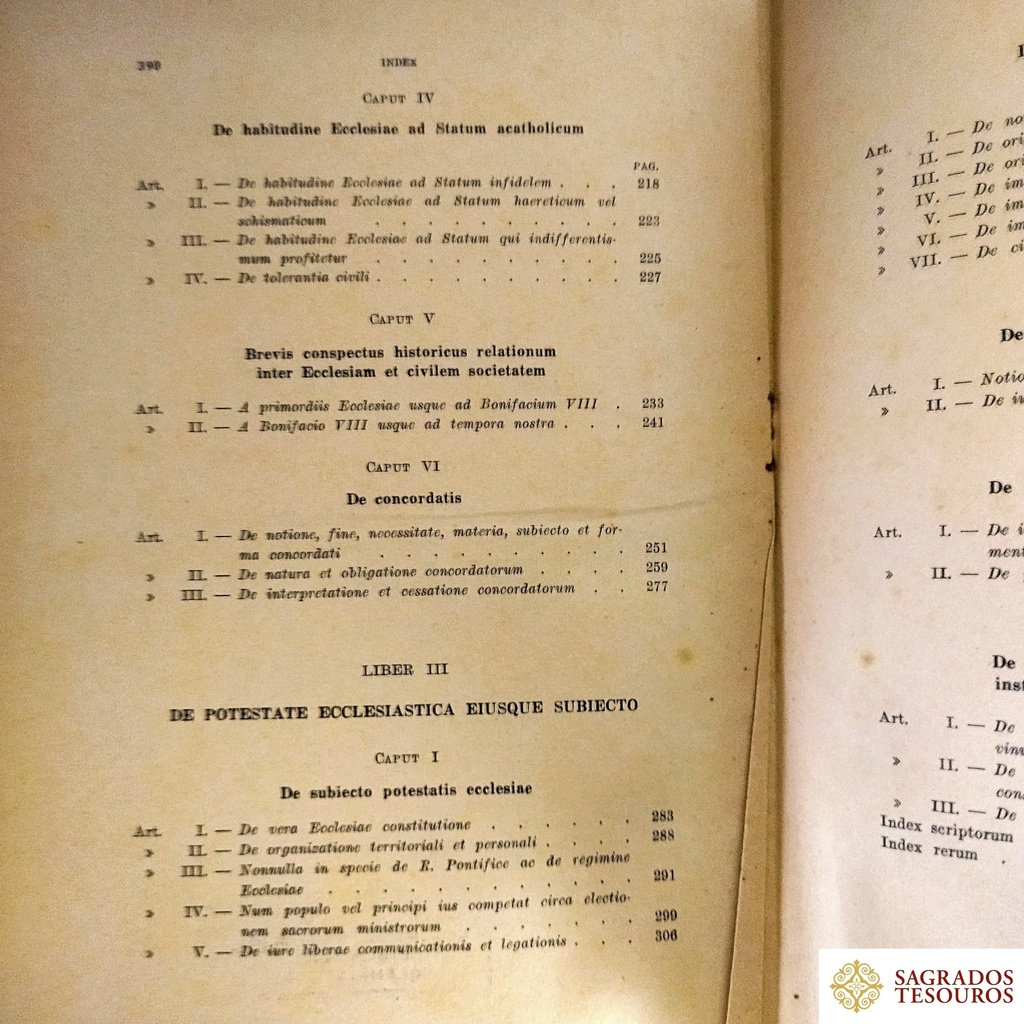 390 INDEX
CAPUT IV
De habitudine Ecclesiae ad Statum acatholicum
PAG.
Art. I. — De habitudine Ecclesiae ad Statum infidelem . . . 218
» II. — De habitudine Ecclesiae ad Statum haereticum vel
schismaticum . . . . . . . . . 223
» III. — De habitudine Ecclesiae ad Statum qui indifferentis-
mum profitetur . . . . . . . . . 225
» IV. — De tolerantia civili . . . . . . . . . 227
CAPUT V
Brevis conspectus historicus relationum
inter Ecclesiam et civilem societatem
Art. I. — A primordiis Ecclesiae usque ad Bonifacium VIII . 233
» II. — A Bonifacio VIII usque ad tempora nostra . . . 241
CAPUT VI
De concordatis
Art. I. — De notione, fine, necessitate, materia, subiecto et for-
ma concordati . . . . . . . . . 251
» II. — De natura et obligatione concordatorum . . . . 259
» III. — De interpretatione et cessatione concordatorum . . 277
LIBER III
DE POTESTATE ECCLESIASTICA EIUSQUE SUBIECTO
CAPUT I
De subiecto potestatis ecclesiae
Art. I. — De vera Ecclesiae constitutione . . . . . . 283
» II. — De organizatione territoriali et personali . . . . 288
» III. — Nonnulla in specie de R. Pontifice ac de regimine
Ecclesiae . . . . . . . . . . 291
» IV. — Num populo vel principi ius competat circa electio-
nem sacrorum ministrorum . . . . . . 299
» V. — De iure liberae communicationis et legationis . . . 306
Art. I. — De
» II. — De
» III. — De
» IV. — De
» V. — De
» VI. — De
» VII. — De
De
Art. I. — Notio
» II. — De
De
Art. I. — De
» II. — De
De
Art. I. — De
» II. — De
» III. — De
Index scriptorum
Index rerum .
SAGRADOS
TESOUROS